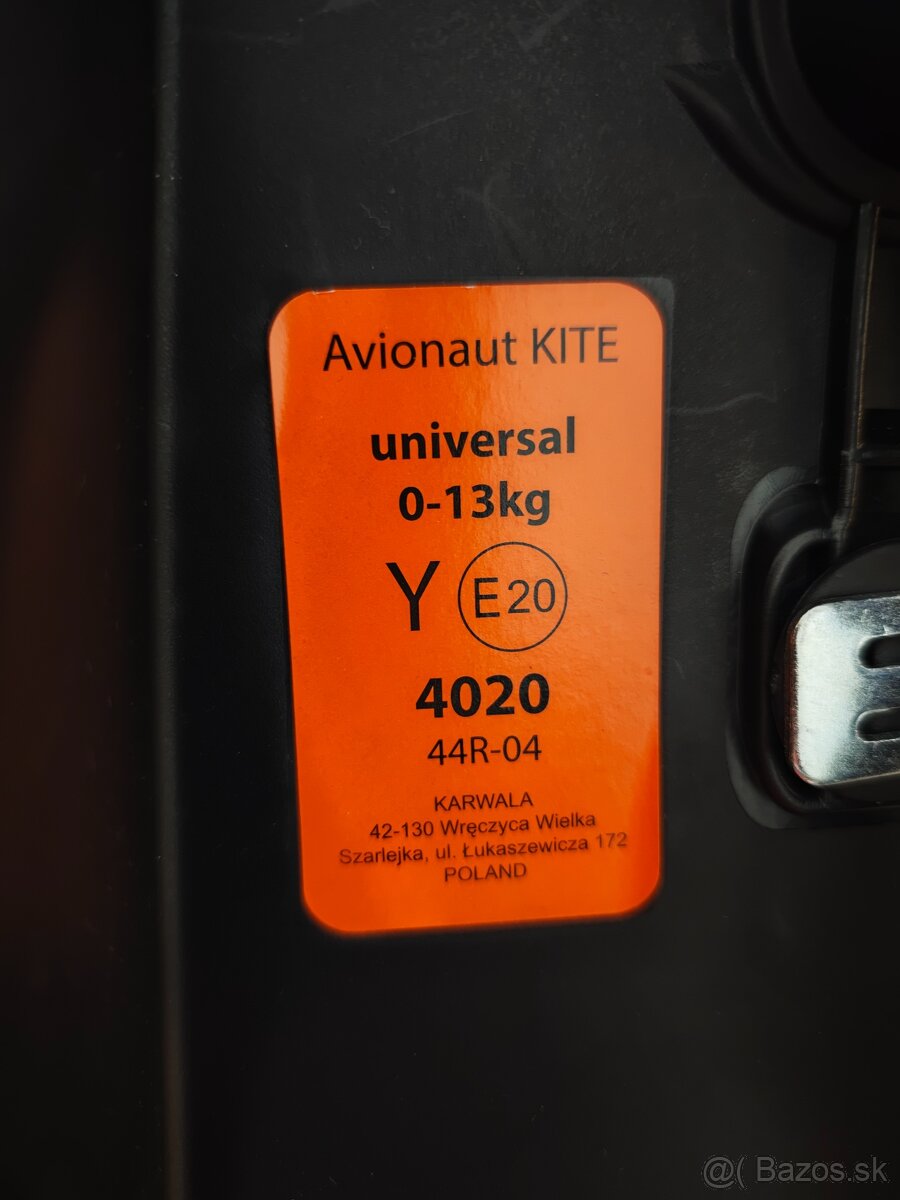 Avionaut KITE
universal
0-13kg
Y E20
4020
44R-04
KARWALA
42-130 Wręczyca Wielka
Szarlejka, ul. Łukaszewicza 172
POLAND
@( Bazos.sk